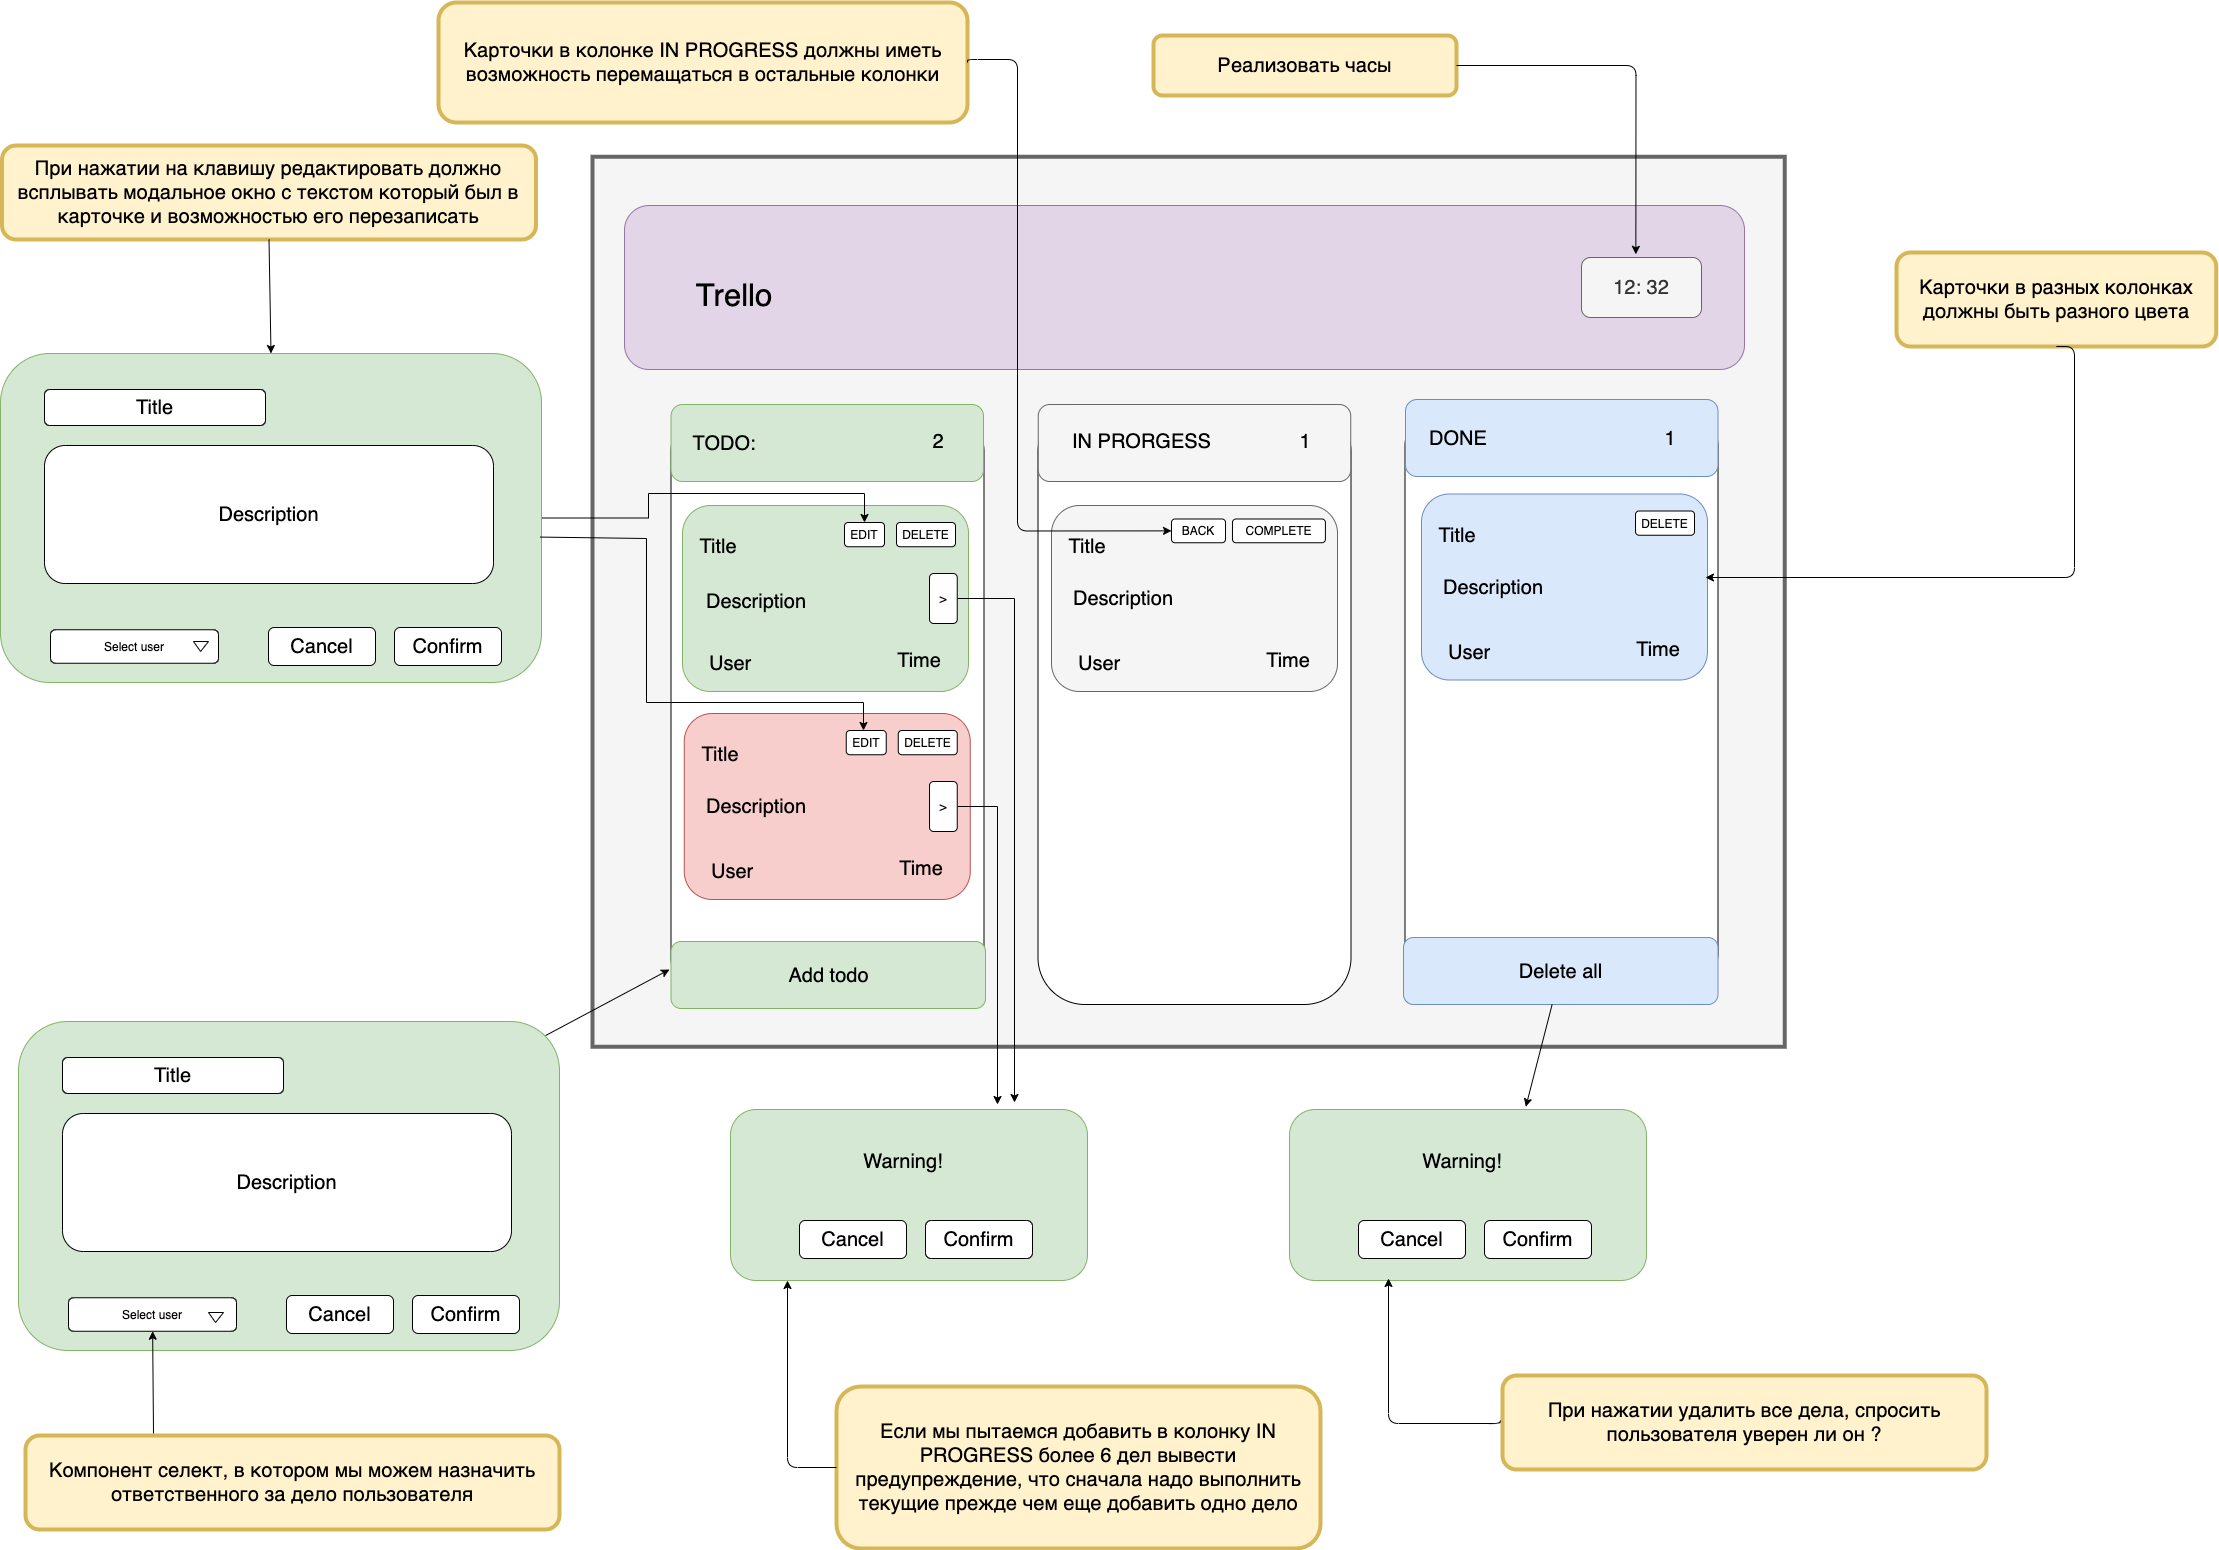 Карточки в колонке IN PROGRESS должны иметь
возможность перемащаться в остальные колонки
Реализовать часы
При нажатии на клавишу редактировать должно
всплывать модальное окно с текстом который был в
карточке и возможностью его перезаписать
Trello
12: 32
Карточки в разных колонках
должны быть разного цвета
Title
Description
Select user
Cancel
Confirm
TODO:
2
Title
EDIT
DELETE
Description
>
User
Time
Title
EDIT
DELETE
Description
>
User
Time
Add todo
IN PRORGESS
1
BACK
COMPLETE
Title
Description
User
Time
DONE
1
DELETE
Title
Description
User
Time
Delete all
Title
Description
Select user
Cancel
Confirm
Warning!
Cancel
Confirm
Warning!
Cancel
Confirm
Компонент селект, в котором мы можем назначить
ответственного за дело пользователя
Если мы пытаемся добавить в колонку IN
PROGRESS более 6 дел вывести
предупреждение, что сначала надо выполнить
текущие прежде чем еще добавить одно дело
При нажатии удалить все дела, спросить
пользователя уверен ли он ?